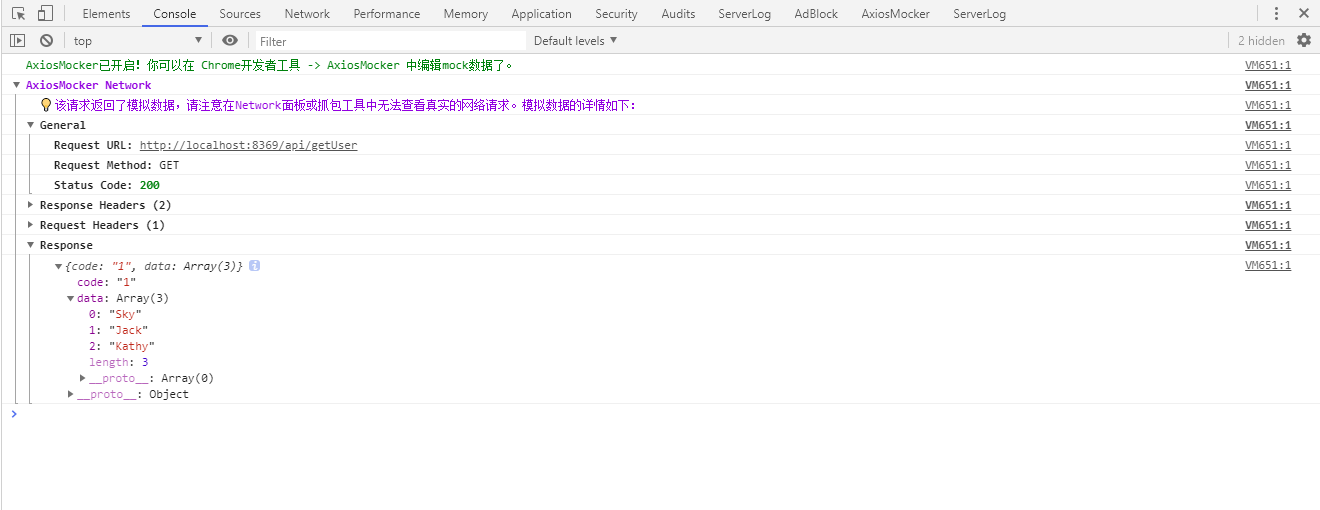 Elements Console Sources Network Performance Memory Application Security Audits ServerLog AdBlock AxiosMocker ServerLog
top Filter Default levels 2 hidden
AxiosMocker已开启！你可以在 Chrome开发者工具 -> AxiosMocker 中编辑mock数据了。 VM651:1
AxiosMocker Network VM651:1
该请求返回了模拟数据，请注意在Network面板或抓包工具中无法查看真实的网络请求。模拟数据的详情如下： VM651:1
General VM651:1
Request URL: http://localhost:8369/api/getUser VM651:1
Request Method: GET VM651:1
Status Code: 200 VM651:1
Response Headers (2) VM651:1
Request Headers (1) VM651:1
Response VM651:1
{code: "1", data: Array(3)} i VM651:1
code: "1"
data: Array(3)
0: "Sky"
1: "Jack"
2: "Kathy"
length: 3
__proto__: Array(0)
__proto__: Object